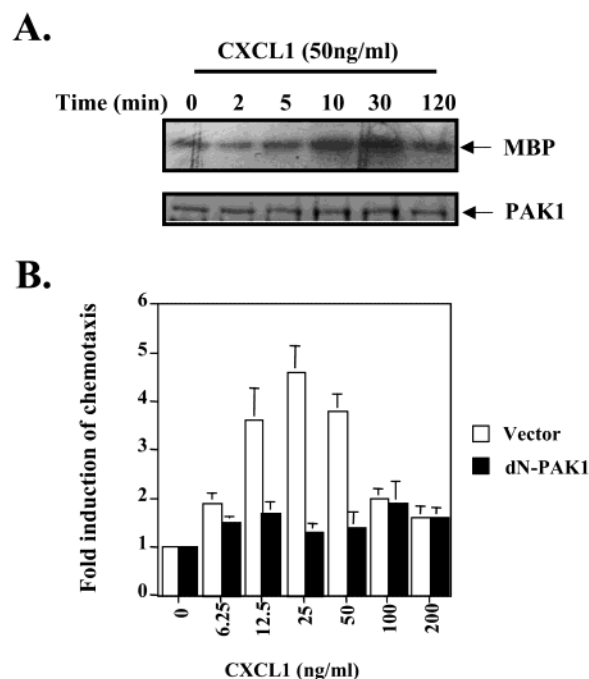 A.
CXCL1 (50ng/ml)
Time (min) 0 2 5 10 30 120
MBP
PAK1
B.
Fold induction of chemotaxis
6
5
4
3
2
1
0
Vector
dN-PAK1
0 6.25 12.5 25 50 100 200
CXCL1 (ng/ml)